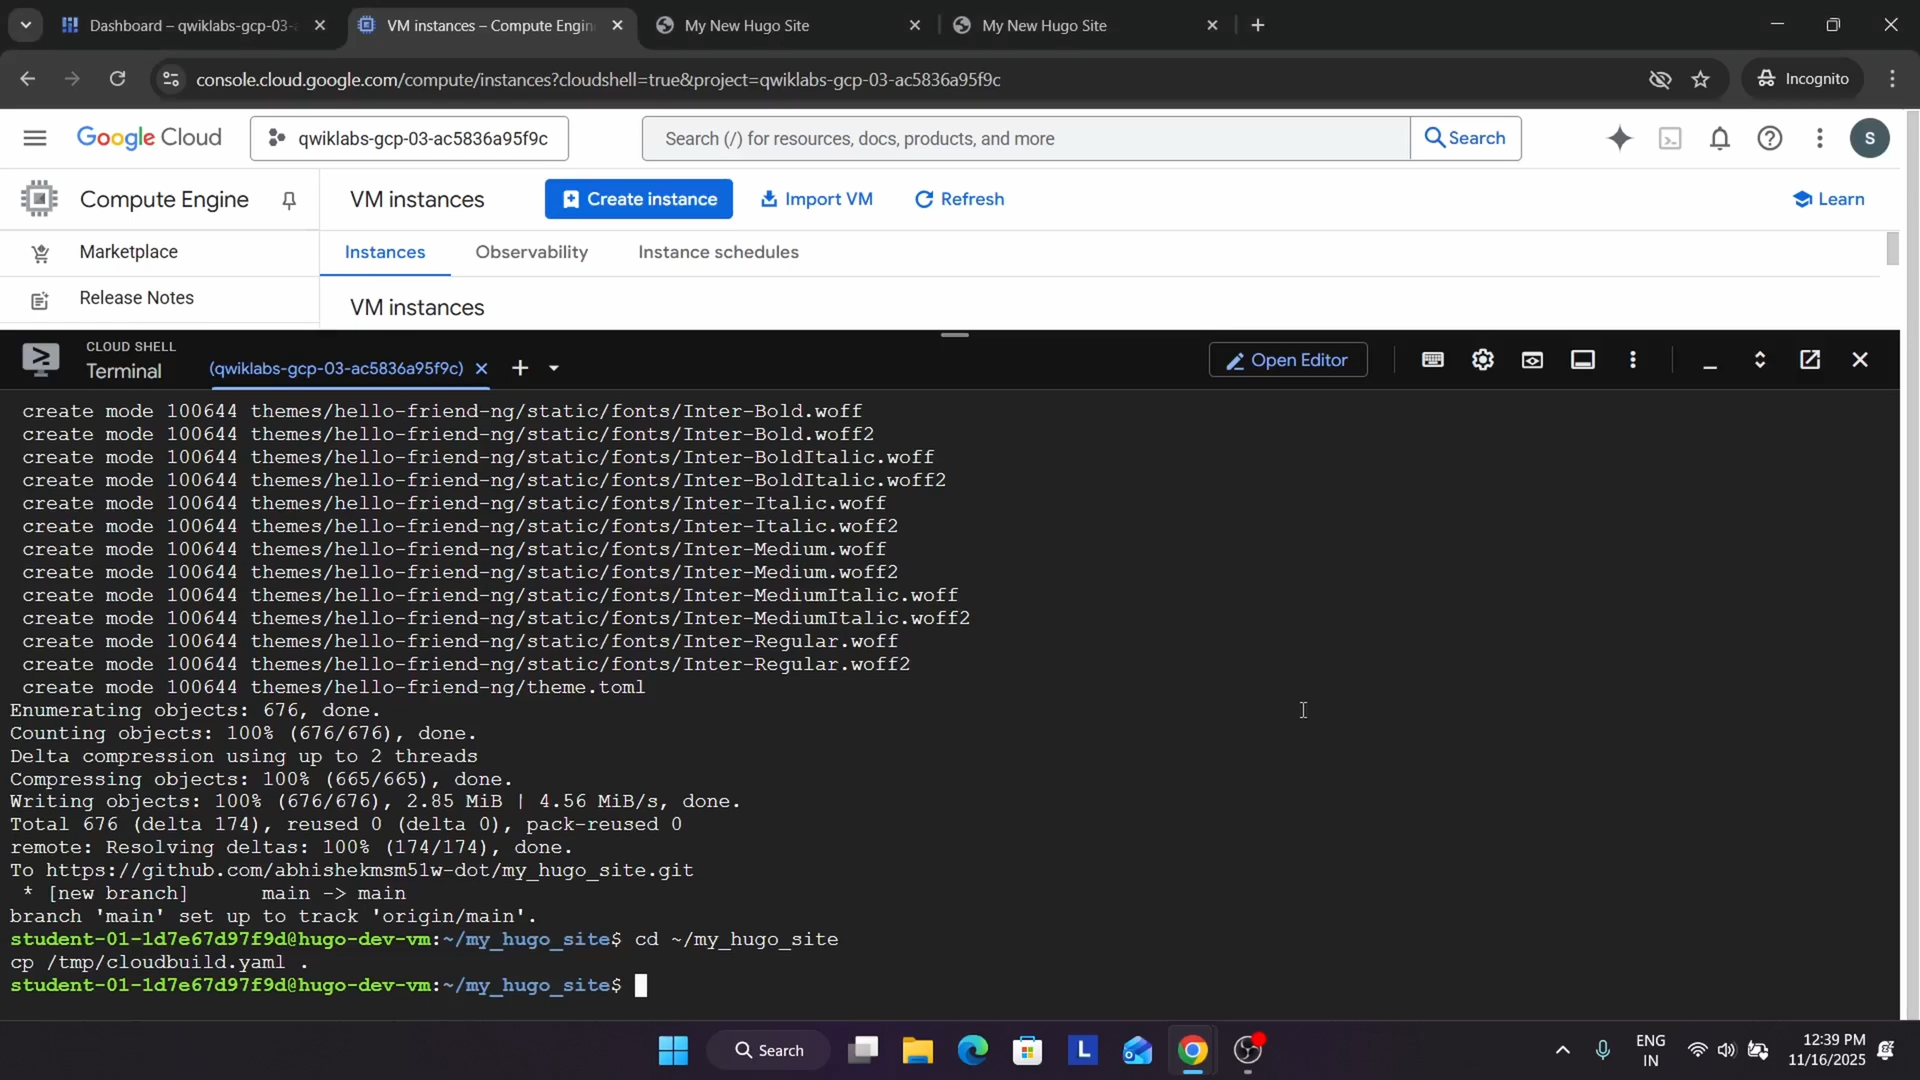 Dashboard – qwiklabs-gcp-03-
VM instances – Compute Engin
My New Hugo Site
My New Hugo Site
console.cloud.google.com/compute/instances?cloudshell=true&project=qwiklabs-gcp-03-ac5836a95f9c
Incognito
Google Cloud
qwiklabs-gcp-03-ac5836a95f9c
Search (/) for resources, docs, products, and more
Search
S
Compute Engine
VM instances
Create instance
Import VM
Refresh
Learn
Marketplace
Instances
Observability
Instance schedules
Release Notes
VM instances
CLOUD SHELL
Terminal
(qwiklabs-gcp-03-ac5836a95f9c)
Open Editor
create mode 100644 themes/hello-friend-ng/static/fonts/Inter-Bold.woff
create mode 100644 themes/hello-friend-ng/static/fonts/Inter-Bold.woff2
create mode 100644 themes/hello-friend-ng/static/fonts/Inter-BoldItalic.woff
create mode 100644 themes/hello-friend-ng/static/fonts/Inter-BoldItalic.woff2
create mode 100644 themes/hello-friend-ng/static/fonts/Inter-Italic.woff
create mode 100644 themes/hello-friend-ng/static/fonts/Inter-Italic.woff2
create mode 100644 themes/hello-friend-ng/static/fonts/Inter-Medium.woff
create mode 100644 themes/hello-friend-ng/static/fonts/Inter-Medium.woff2
create mode 100644 themes/hello-friend-ng/static/fonts/Inter-MediumItalic.woff
create mode 100644 themes/hello-friend-ng/static/fonts/Inter-MediumItalic.woff2
create mode 100644 themes/hello-friend-ng/static/fonts/Inter-Regular.woff
create mode 100644 themes/hello-friend-ng/static/fonts/Inter-Regular.woff2
create mode 100644 themes/hello-friend-ng/theme.toml
Enumerating objects: 676, done.
Counting objects: 100% (676/676), done.
Delta compression using up to 2 threads
Compressing objects: 100% (665/665), done.
Writing objects: 100% (676/676), 2.85 MiB | 4.56 MiB/s, done.
Total 676 (delta 174), reused 0 (delta 0), pack-reused 0
remote: Resolving deltas: 100% (174/174), done.
To https://github.com/abhishekmsm51w-dot/my_hugo_site.git
* [new branch]      main -> main
branch 'main' set up to track 'origin/main'.
student-01-1d7e67d97f9d@hugo-dev-vm:~/my_hugo_site$ cd ~/my_hugo_site
cp /tmp/cloudbuild.yaml .
student-01-1d7e67d97f9d@hugo-dev-vm:~/my_hugo_site$
Search
L
ENG
IN
12:39 PM
11/16/2025